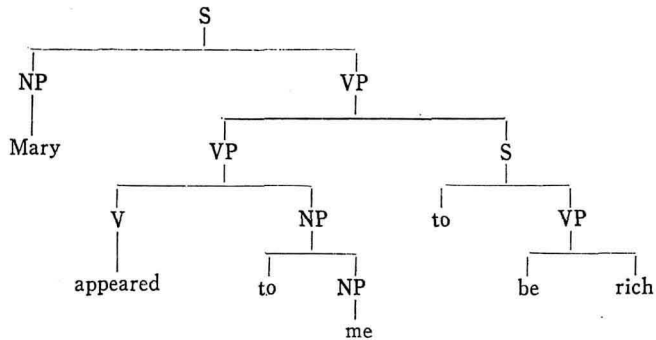 S
NP VP
Mary
VP S
V NP to VP
appeared to NP be rich
me